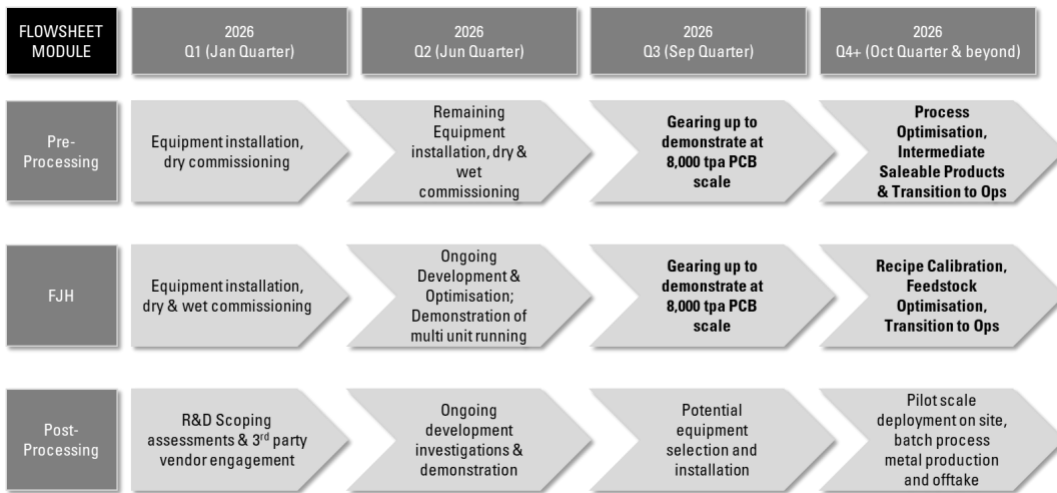 FLOWSHEET
MODULE
2026
Q1 (Jan Quarter)
2026
Q2 (Jun Quarter)
2026
Q3 (Sep Quarter)
2026
Q4+ (Oct Quarter & beyond)
Pre-
Processing
Equipment installation,
dry commissioning
Remaining
Equipment
installation, dry &
wet
commissioning
Gearing up to
demonstrate at
8,000 tpa PCB
scale
Process
Optimisation,
Intermediate
Saleable Products
& Transition to Ops
FJH
Equipment installation,
dry & wet commissioning
Ongoing
Development &
Optimisation;
Demonstration of
multi unit running
Gearing up to
demonstrate at
8,000 tpa PCB
scale
Recipe Calibration,
Feedstock
Optimisation,
Transition to Ops
Post-
Processing
R&D Scoping
assessments & 3rd party
vendor engagement
Ongoing
development
investigations &
demonstration
Potential
equipment
selection and
installation
Pilot scale
deployment on site,
batch process
metal production
and offtake